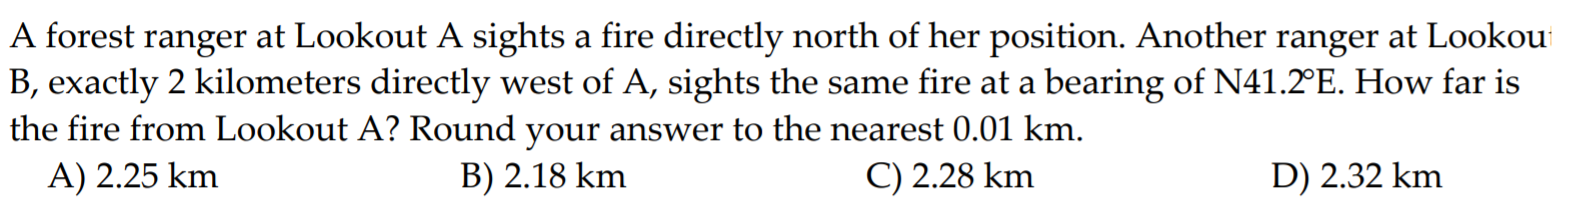 A forest ranger at Lookout A sights a fire directly north of her position. Another ranger at Lookout
B, exactly 2 kilometers directly west of A, sights the same fire at a bearing of N41.2°E. How far is
the fire from Lookout A? Round your answer to the nearest 0.01 km.
A) 2.25 km B) 2.18 km C) 2.28 km D) 2.32 km